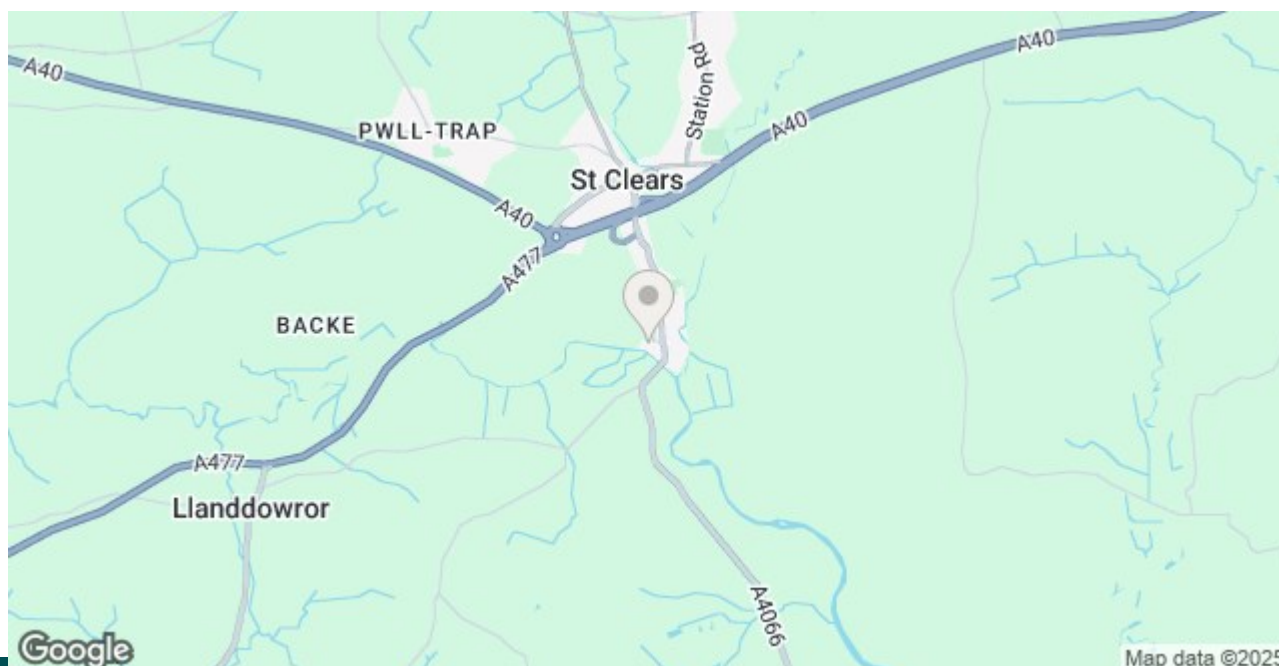 A40
A40
Station Rd
A40
PWLL-TRAP
St Clears
A40
A477
BACKE
A477
Llanddowror
A4066
Google
Map data ©2025